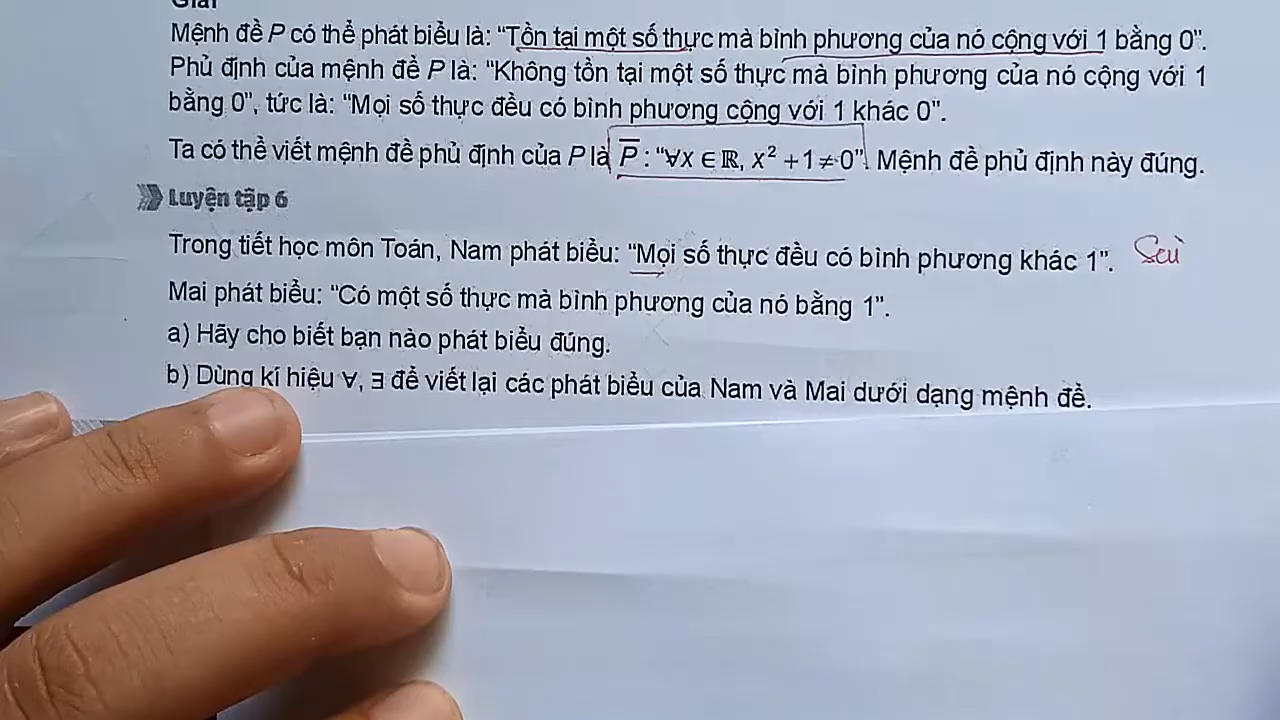 Giải
Mệnh đề P có thể phát biểu là: “Tồn tại một số thực mà bình phương của nó cộng với 1 bằng 0”.
Phủ định của mệnh đề P là: “Không tồn tại một số thực mà bình phương của nó cộng với 1
bằng 0”, tức là: “Mọi số thực đều có bình phương cộng với 1 khác 0”.
Ta có thể viết mệnh đề phủ định của P là P̅ : “∀x ∈ ℝ, x² + 1 ≠ 0”. Mệnh đề phủ định này đúng.
Luyện tập 6
Trong tiết học môn Toán, Nam phát biểu: “Mọi số thực đều có bình phương khác 1”. Sai
Mai phát biểu: “Có một số thực mà bình phương của nó bằng 1”.
a) Hãy cho biết bạn nào phát biểu đúng.
b) Dùng kí hiệu ∀, ∃ để viết lại các phát biểu của Nam và Mai dưới dạng mệnh đề.